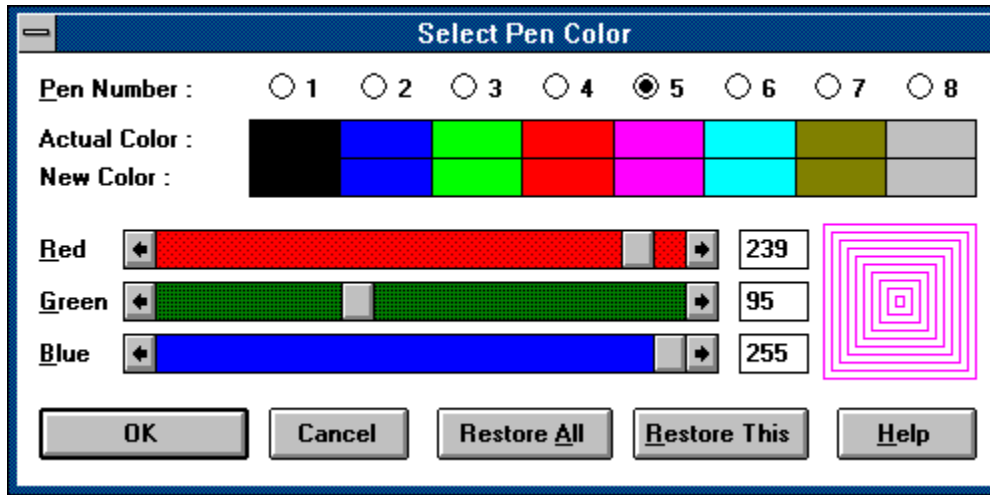 Select Pen Color
Pen Number : 1 2 3 4 5 6 7 8
Actual Color :
New Color :
Red 239
Green 95
Blue 255
OK Cancel Restore All Restore This Help